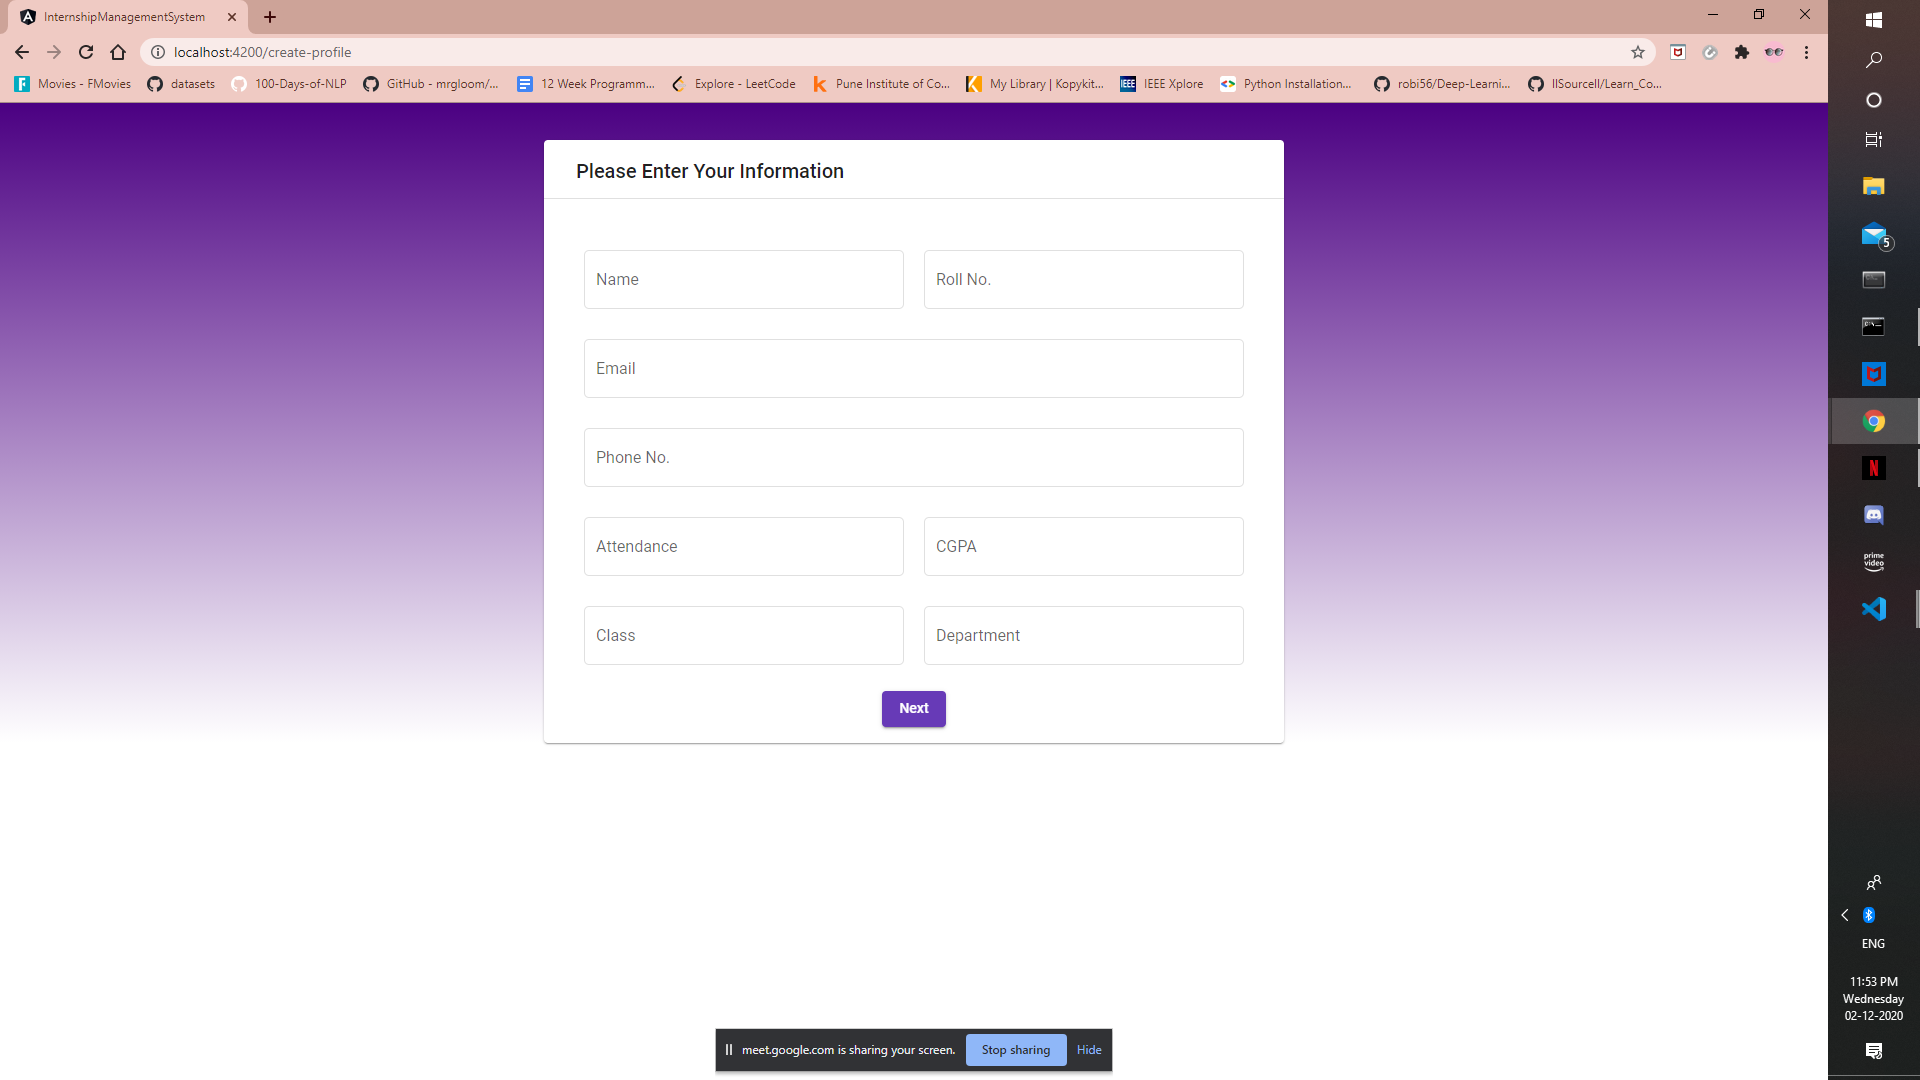 InternshipManagementSystem
localhost:4200/create-profile
Movies - FMovies datasets 100-Days-of-NLP GitHub - mrgloom/... 12 Week Programm... Explore - LeetCode Pune Institute of Co... My Library | Kopykit... IEEE IEEE Xplore Python Installation... robi56/Deep-Learni... llSourcell/Learn_Co...
Please Enter Your Information
Name Roll No.
Email
Phone No.
Attendance CGPA
Class Department
Next
meet.google.com is sharing your screen. Stop sharing Hide
5
prime
video
ENG
11:53 PM
Wednesday
02-12-2020